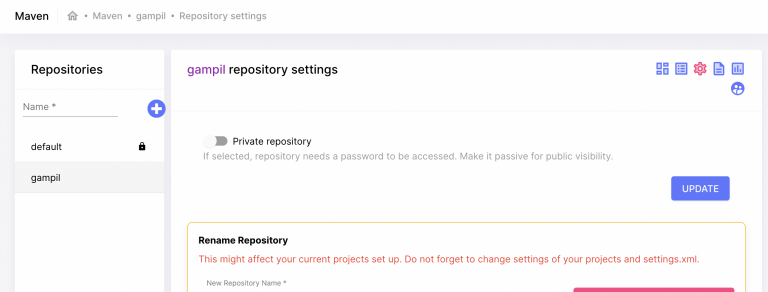 Maven
• Maven • gampil • Repository settings
Repositories
Name *
default
gampil
gampil repository settings
Private repository
If selected, repository needs a password to be accessed. Make it passive for public visibility.
UPDATE
Rename Repository
This might affect your current projects set up. Do not forget to change settings of your projects and settings.xml.
New Repository Name *